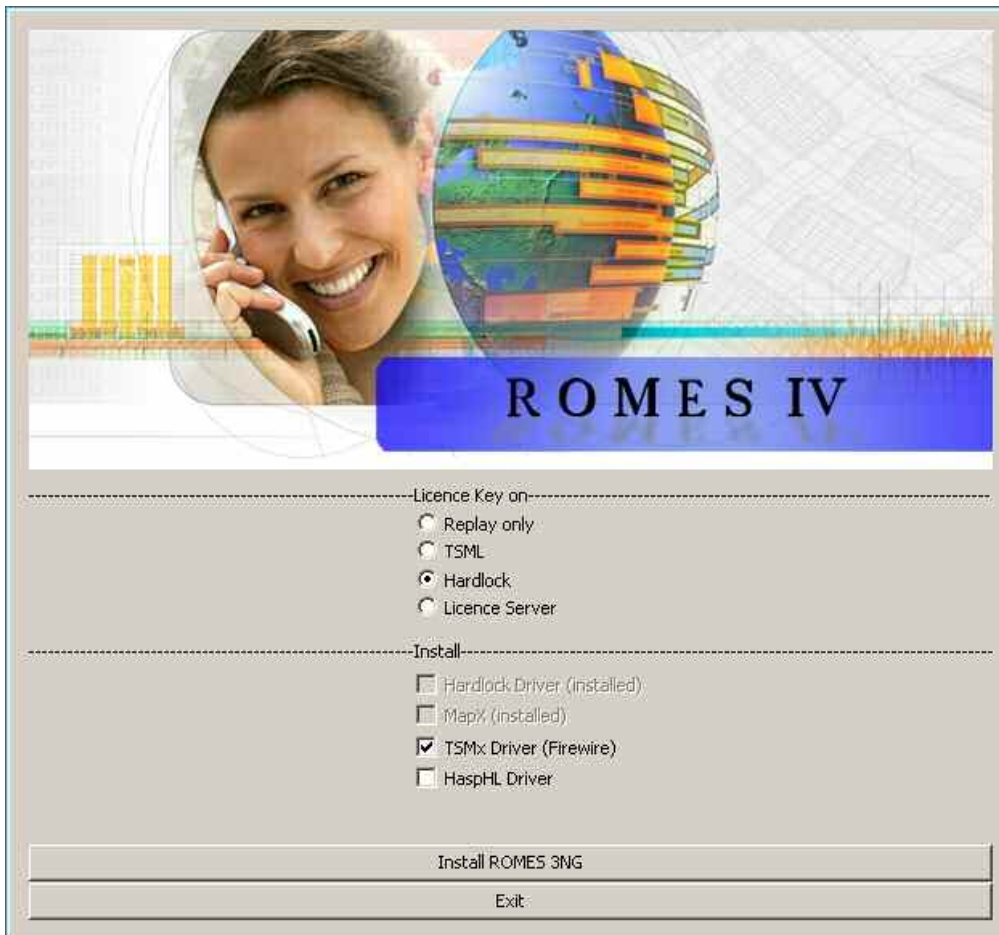 ROMES IV
Licence Key on
Replay only
TSML
Hardlock
Licence Server
Install
Hardlock Driver (installed)
MapX (installed)
TSMx Driver (Firewire)
HaspHL Driver
Install ROMES 3NG
Exit